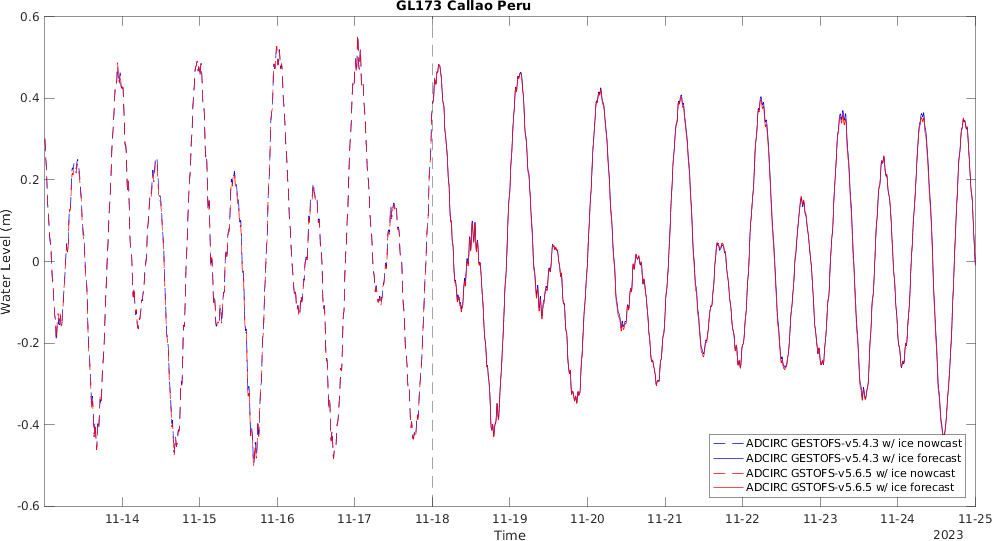 GL173 Callao Peru
0.6
0.4
0.2
0
-0.2
-0.4
-0.6
Water Level (m)
ADCIRC GESTOFS-v5.4.3 w/ ice nowcast
ADCIRC GESTOFS-v5.4.3 w/ ice forecast
ADCIRC GSTOFS-v5.6.5 w/ ice nowcast
ADCIRC GSTOFS-v5.6.5 w/ ice forecast
11-14 11-15 11-16 11-17 11-18 11-19 11-20 11-21 11-22 11-23 11-24 11-25
Time
2023